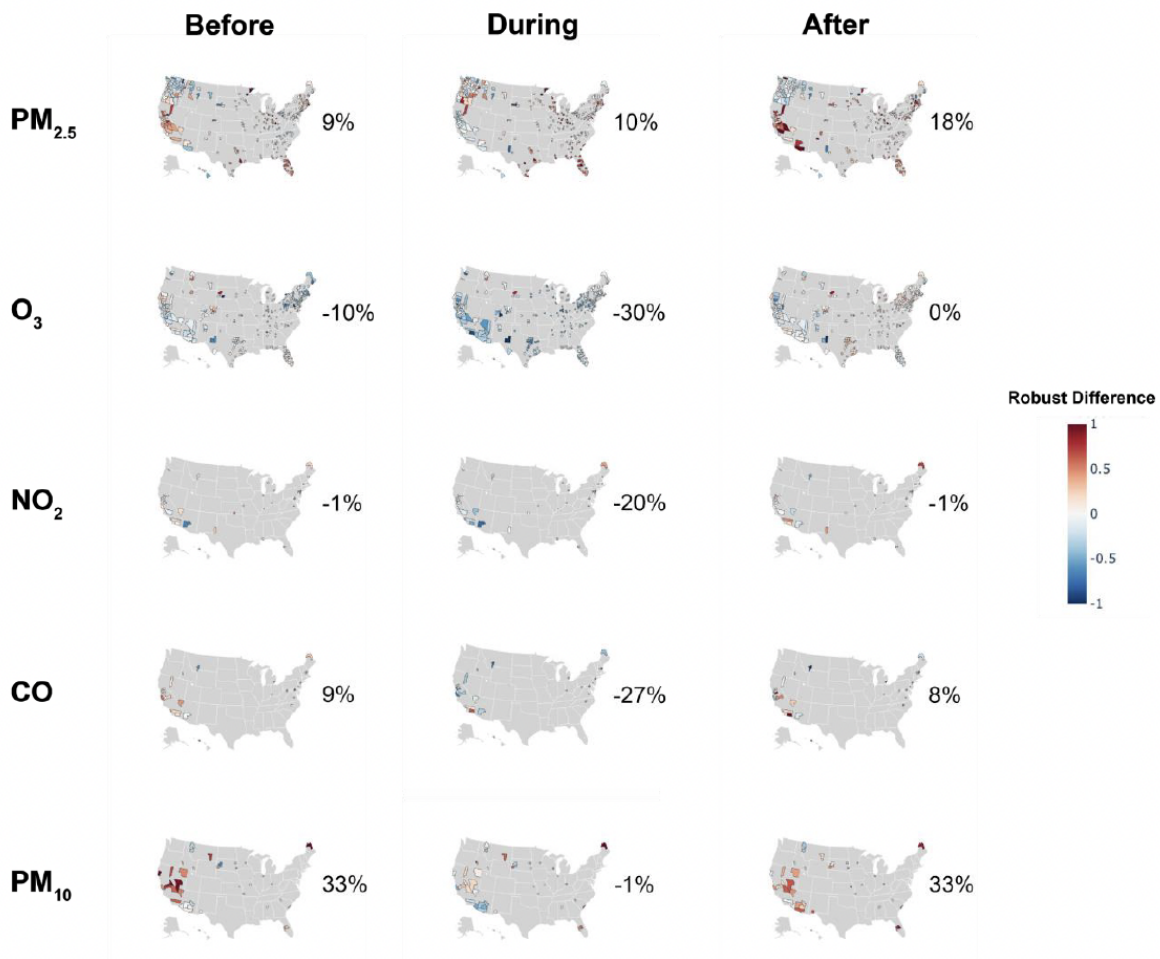 Before During After
PM2.5 9% 10% 18%
O3 -10% -30% 0%
Robust Difference
1
0.5
0
-0.5
-1
NO2 -1% -20% -1%
CO 9% -27% 8%
PM10 33% -1% 33%